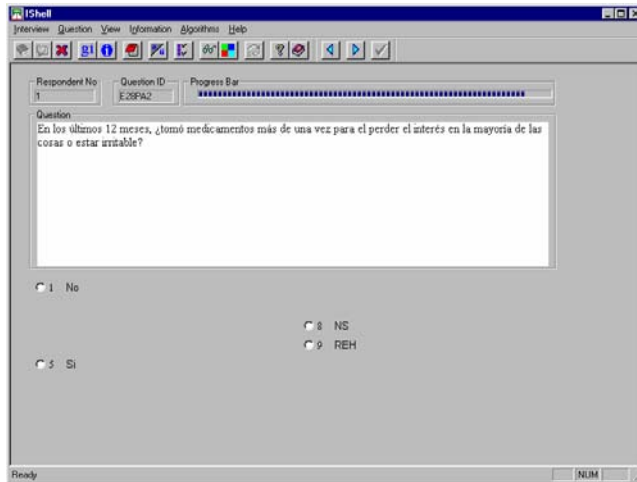 IShell
Interview Question View Information Algorithms Help
Respondent No Question ID Progress Bar
1 E28PA2
Question
En los últimos 12 meses, ¿tomó medicamentos más de una vez para el perder el interés en la mayoría de las
cosas o estar irritable?
1 No
8 NS
9 REH
5 Si
Ready NUM